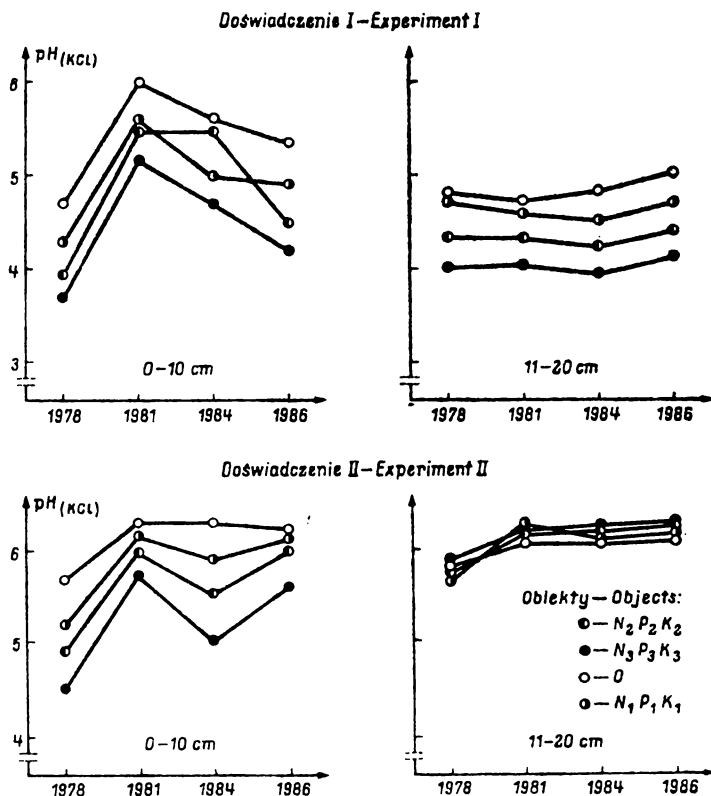 Doświadczenie I – Experiment I
pH (KCl)
6
5
4
3
0–10 cm
1978 1981 1984 1986
11–20 cm
1978 1981 1984 1986
Doświadczenie II – Experiment II
pH (KCl)
6
5
4
0–10 cm
1978 1981 1984 1986
Obiekty – Objects:
– N₂ P₂ K₂
– N₃ P₃ K₃
– O
– N₁ P₁ K₁
11–20 cm
1978 1981 1984 1986